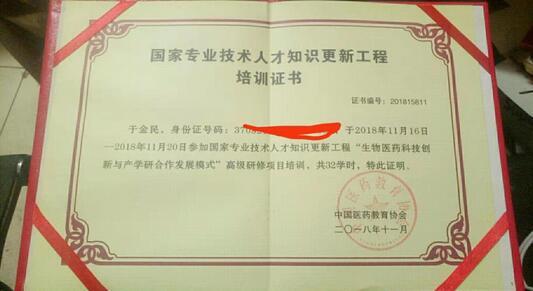 国家专业技术人才知识更新工程
培训证书
证书编号：201815811
于金民，身份证号码：3703 于2018年11月16日
—2018年11月20日参加国家专业技术人才知识更新工程“生物医药科技创
新与产学研合作发展模式”高级研修项目培训，共32学时，特此证明。
中国医药教育协会
二〇一八年十一月